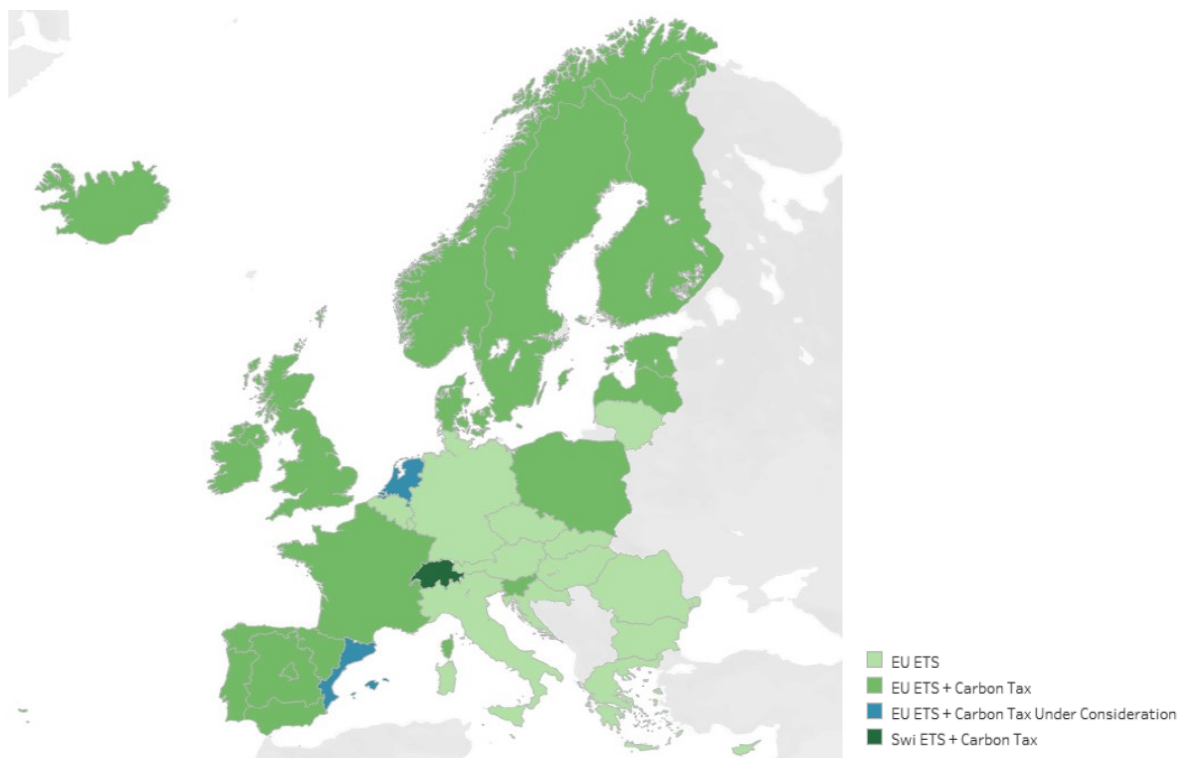 EU ETS
EU ETS + Carbon Tax
EU ETS + Carbon Tax Under Consideration
Swi ETS + Carbon Tax